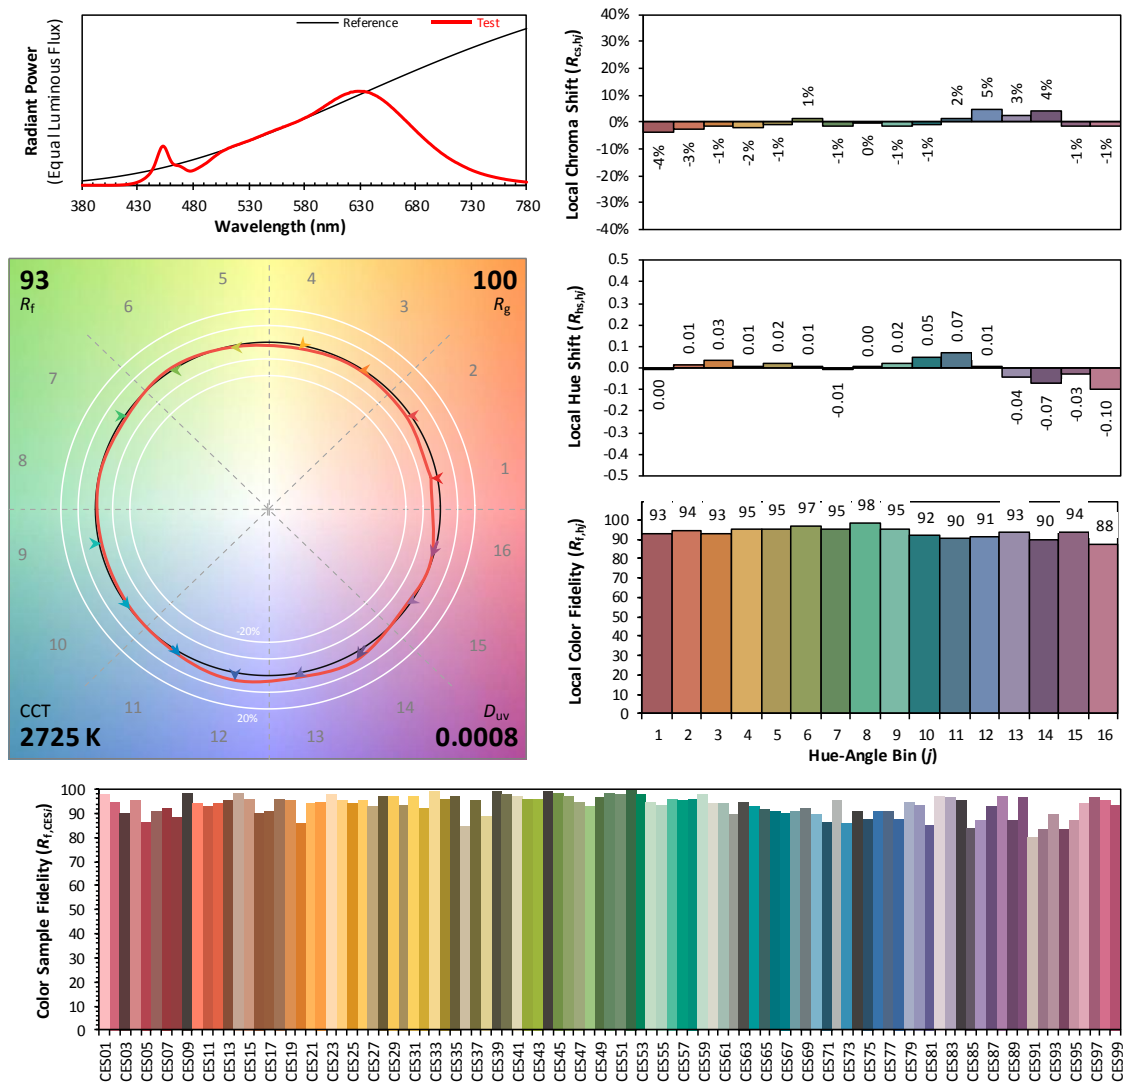 Radiant Power
(Equal Luminous Flux)
Reference
Test
380 430 480 530 580 630 680 730 780
Wavelength (nm)
Local Chroma Shift (Rcs,hj)
40%
30%
20%
10%
0%
-10%
-20%
-30%
-40%
-4% -3% -1% -2% -1% 1% -1% 0% -1% -1% 2% 5% 3% 4% -1% -1%
93
Rf
100
Rg
5 4
6 3
7 2
8 1
9 16
10 15
11 14
12 13
-20%
20%
CCT
2725 K
Duv
0.0008
Local Hue Shift (Rhs,hj)
0.5
0.4
0.3
0.2
0.1
0.0
-0.1
-0.2
-0.3
-0.4
-0.5
0.00 0.01 0.03 0.01 0.02 0.01 -0.01 0.00 0.02 0.05 0.07 0.01 -0.04 -0.07 -0.03 -0.10
Local Color Fidelity (Rf,hj)
100
90
80
70
60
50
40
30
20
10
0
93 94 93 95 95 97 95 98 95 92 90 91 93 90 94 88
1 2 3 4 5 6 7 8 9 10 11 12 13 14 15 16
Hue-Angle Bin (j)
Color Sample Fidelity (Rf,CESi)
100
90
80
70
60
50
40
30
20
10
0
CES01 CES03 CES05 CES07 CES09 CES11 CES13 CES15 CES17 CES19 CES21 CES23 CES25 CES27 CES29 CES31 CES33 CES35 CES37 CES39 CES41 CES43 CES45 CES47 CES49 CES51 CES53 CES55 CES57 CES59 CES61 CES63 CES65 CES67 CES69 CES71 CES73 CES75 CES77 CES79 CES81 CES83 CES85 CES87 CES89 CES91 CES93 CES95 CES97 CES99